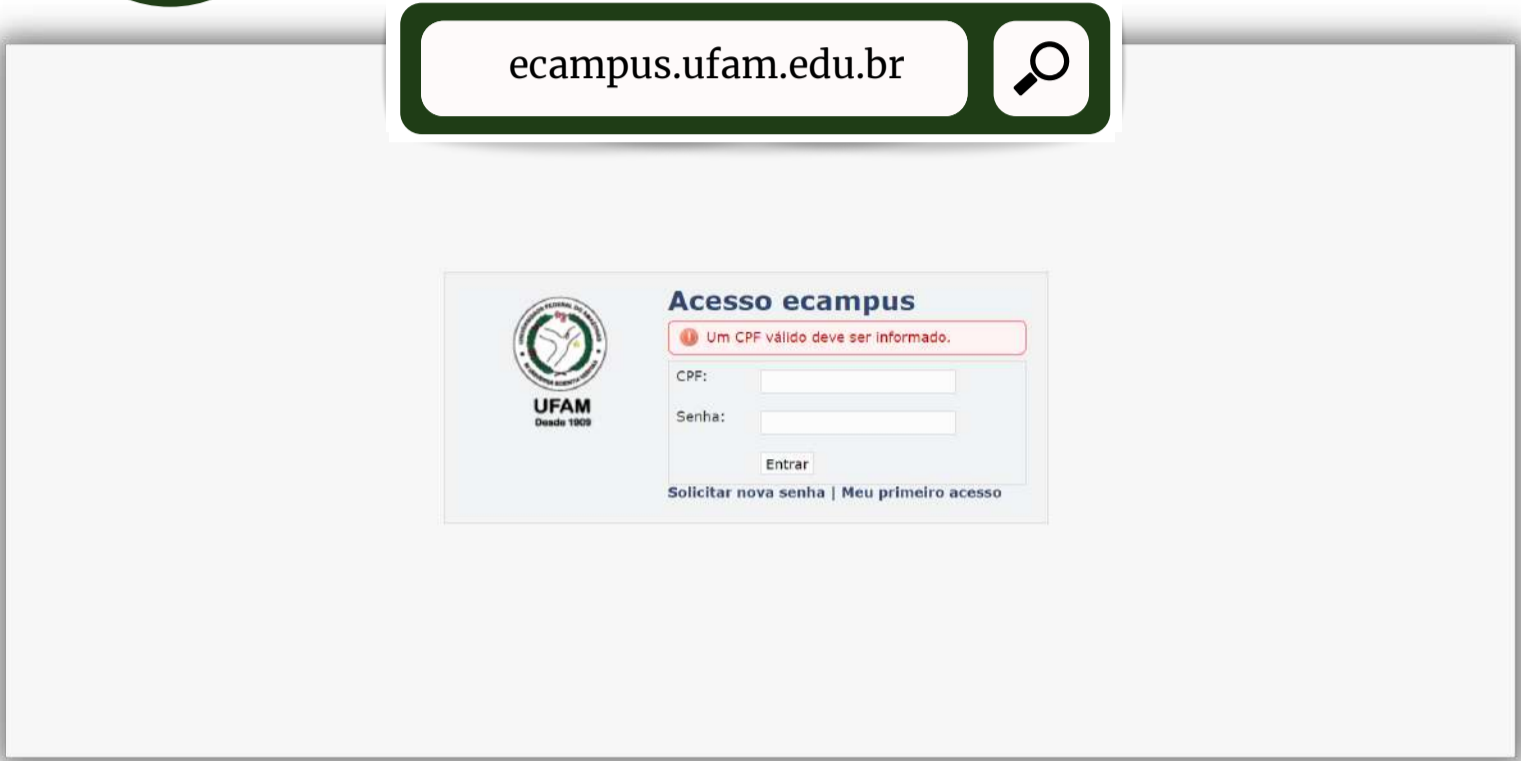 ecampus.ufam.edu.br
Acesso ecampus
Um CPF válido deve ser informado.
CPF:
Senha:
Entrar
Solicitar nova senha | Meu primeiro acesso
UFAM
Desde 1909